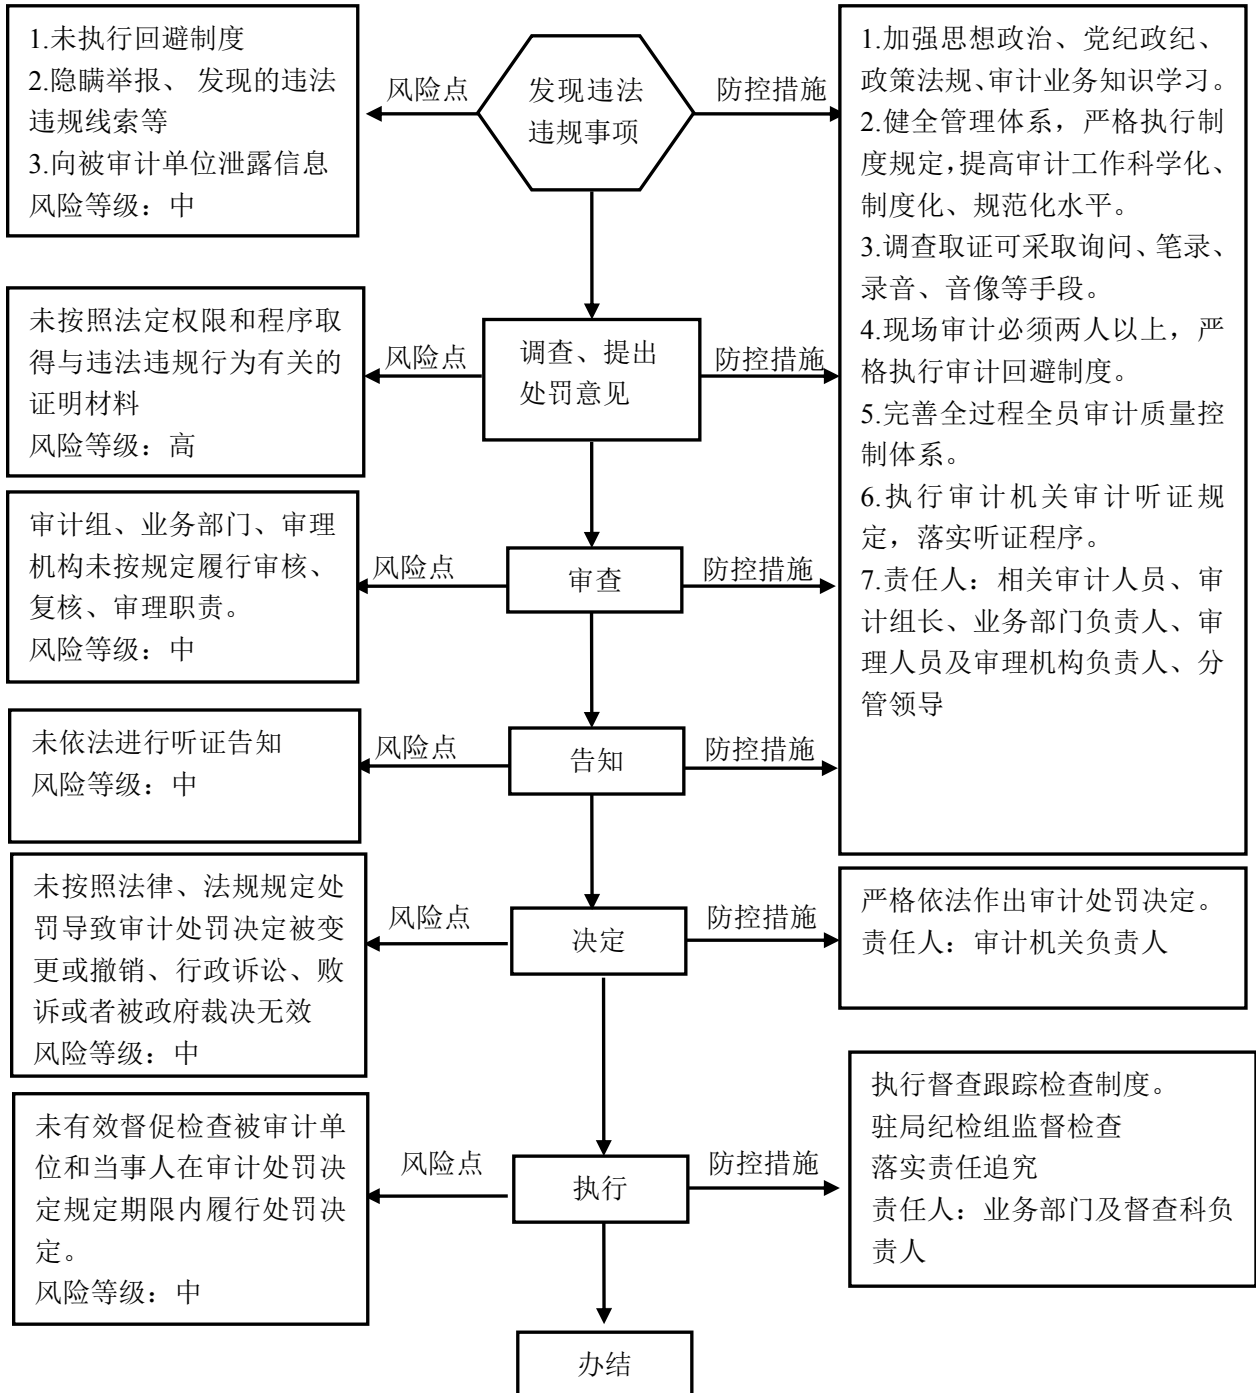 1.未执行回避制度
2.隐瞒举报、 发现的违法
违规线索等
3.向被审计单位泄露信息
风险等级：中
风险点
发现违法
违规事项
防控措施
1.加强思想政治、党纪政纪、
政策法规、审计业务知识学习。
2.健全管理体系，严格执行制
度规定，提高审计工作科学化、
制度化、规范化水平。
3.调查取证可采取询问、笔录、
录音、音像等手段。
4.现场审计必须两人以上，严
格执行审计回避制度。
5.完善全过程全员审计质量控
制体系。
6.执行审计机关审计听证规
定，落实听证程序。
7.责任人：相关审计人员、审
计组长、业务部门负责人、审
理人员及审理机构负责人、分
管领导
未按照法定权限和程序取
得与违法违规行为有关的
证明材料
风险等级：高
风险点
调查、提出
处罚意见
防控措施
审计组、业务部门、审理
机构未按规定履行审核、
复核、审理职责。
风险等级：中
风险点
审查
防控措施
未依法进行听证告知
风险等级：中
风险点
告知
防控措施
未按照法律、法规规定处
罚导致审计处罚决定被变
更或撤销、行政诉讼、败
诉或者被政府裁决无效
风险等级：中
风险点
决定
防控措施
严格依法作出审计处罚决定。
责任人：审计机关负责人
未有效督促检查被审计单
位和当事人在审计处罚决
定规定期限内履行处罚决
定。
风险等级：中
风险点
执行
防控措施
执行督查跟踪检查制度。
驻局纪检组监督检查
落实责任追究
责任人：业务部门及督查科负
责人
办结